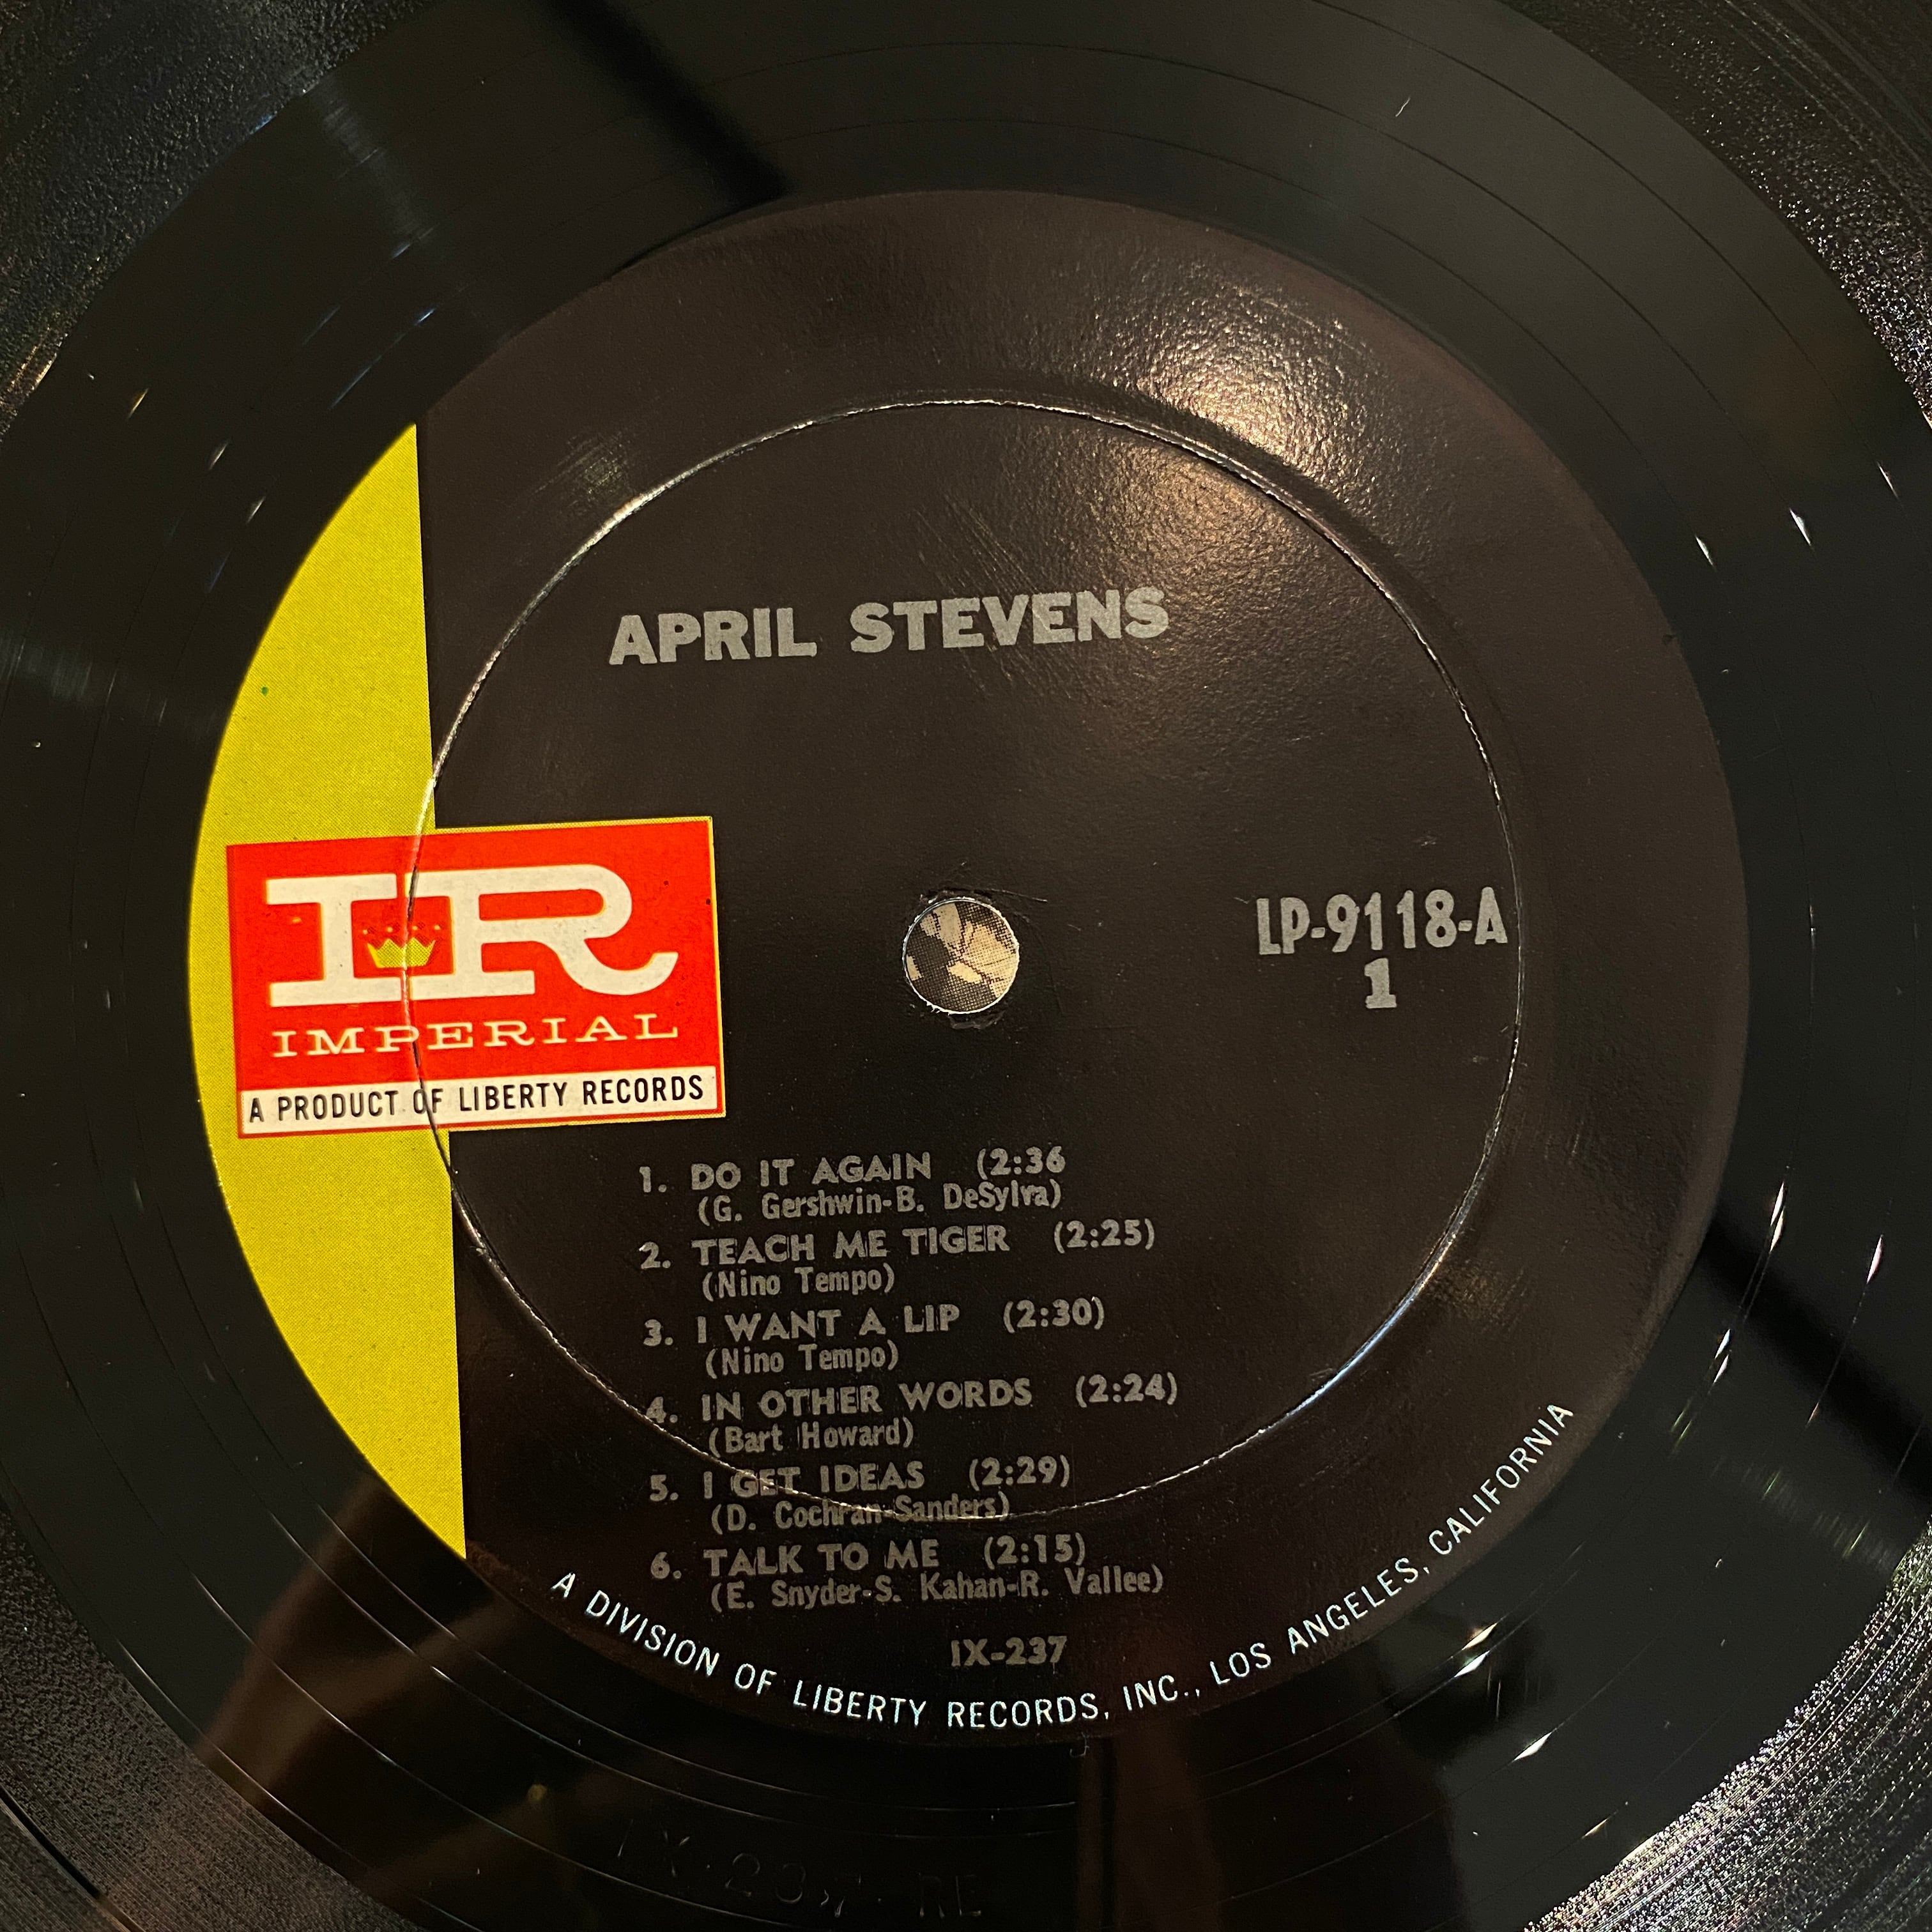 APRIL STEVENS
IR
IMPERIAL
A PRODUCT OF LIBERTY RECORDS
LP-9118-A
1
1. DO IT AGAIN (2:36
(G. Gershwin-B. DeSylva)
2. TEACH ME TIGER (2:25)
(Nino Tempo)
3. I WANT A LIP (2:30)
(Nino Tempo)
4. IN OTHER WORDS (2:24)
(Bart Howard)
5. I GET IDEAS (2:29)
(D. Cochran-Sanders)
6. TALK TO ME (2:15)
(E. Snyder-S. Kahan-R. Vallee)
IX-237
A DIVISION OF LIBERTY RECORDS, INC., LOS ANGELES, CALIFORNIA
IX-237 RE